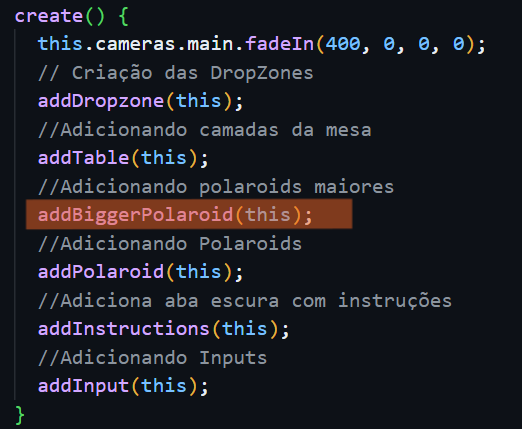 create() {
this.cameras.main.fadeIn(400, 0, 0, 0);
// Criação das DropZones
addDropzone(this);
//Adicionando camadas da mesa
addTable(this);
//Adicionando polaroids maiores
addBiggerPolaroid(this);
//Adicionando Polaroids
addPolaroid(this);
//Adiciona aba escura com instruções
addInstructions(this);
//Adicionando Inputs
addInput(this);
}